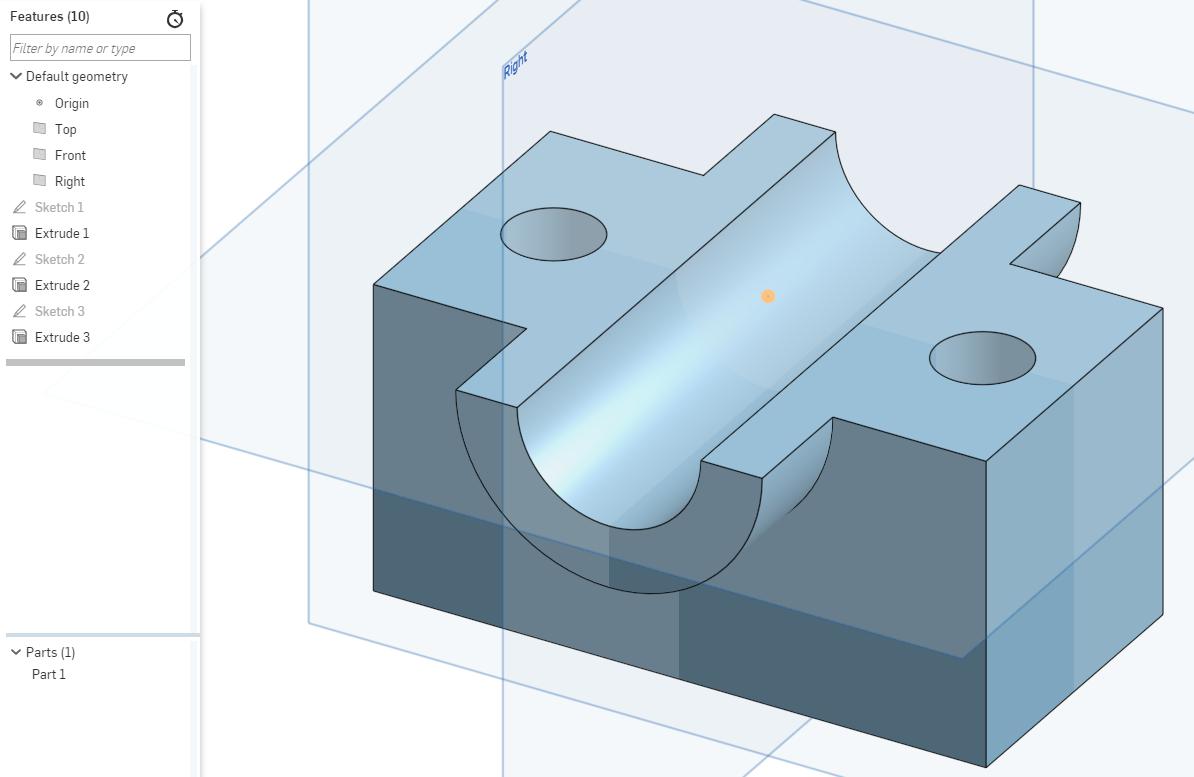 Features (10)
Filter by name or type
Default geometry
Origin
Top
Front
Right
Sketch 1
Extrude 1
Sketch 2
Extrude 2
Sketch 3
Extrude 3
Parts (1)
Part 1
Right